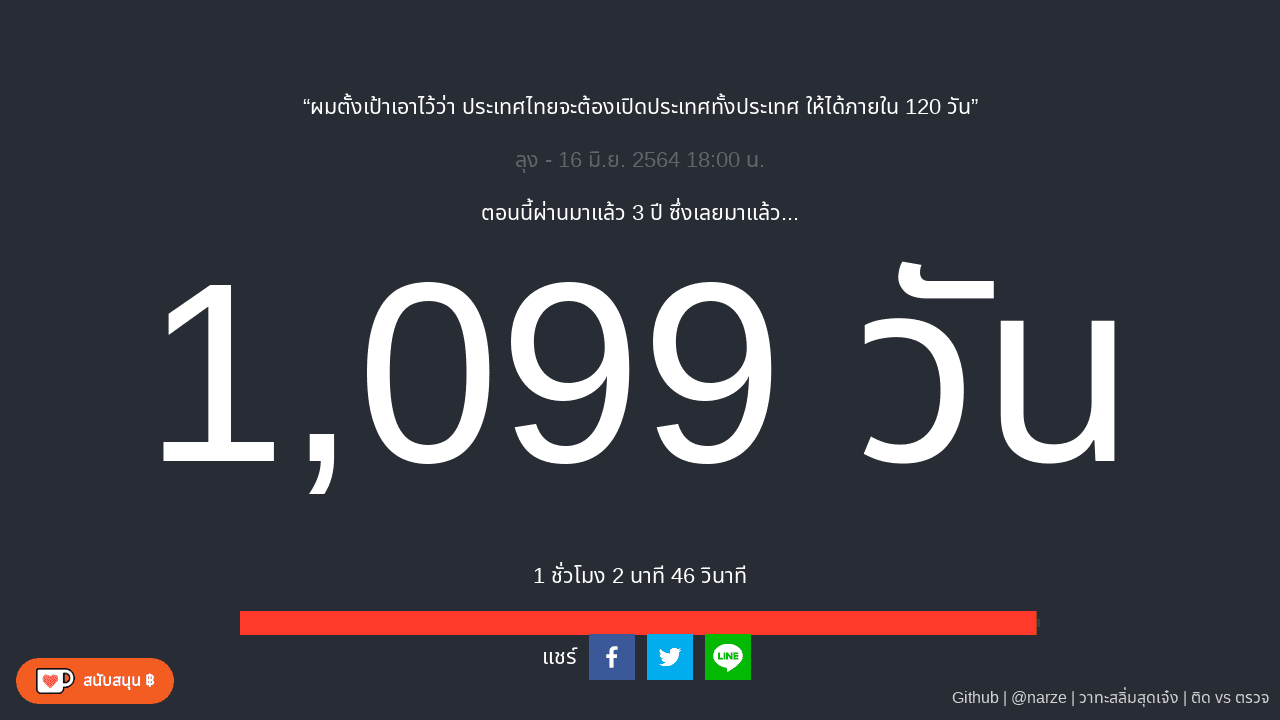 “ผมตั้งเป้าเอาไว้ว่า ประเทศไทยจะต้องเปิดประเทศทั้งประเทศ ให้ได้ภายใน 120 วัน”
ลุง - 16 มิ.ย. 2564 18:00 น.
ตอนนี้ผ่านมาแล้ว 3 ปี ซึ่งเลยมาแล้ว...
1,099 วัน
1 ชั่วโมง 2 นาที 46 วินาที
แชร์
LINE
สนับสนุน ฿
Github | @narze | วาทะสลิ่มสุดเจ๋ง | ติด vs ตรวจ